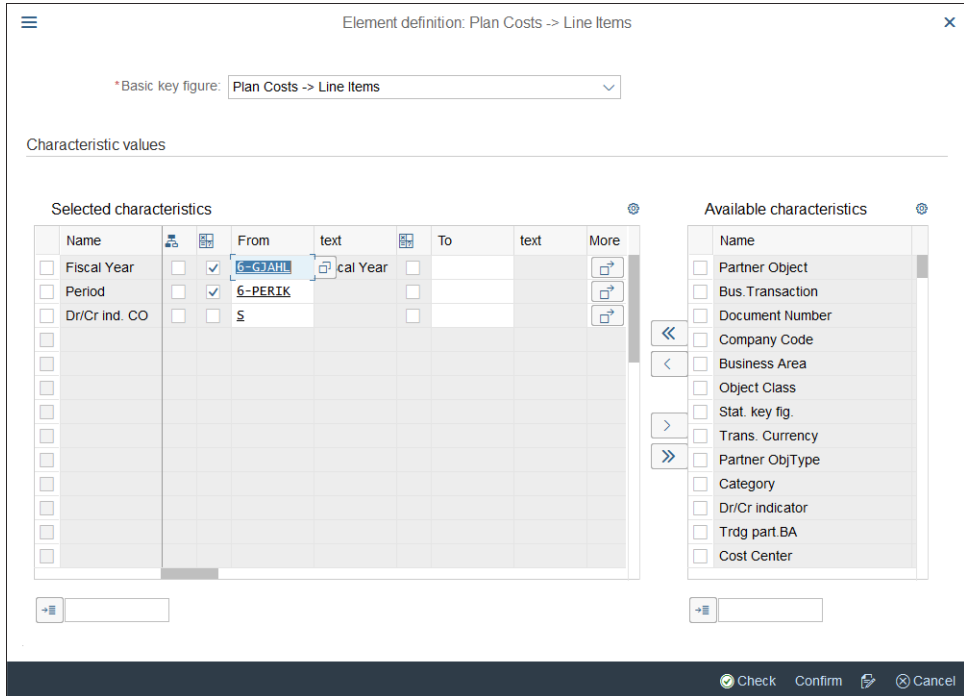 Element definition: Plan Costs -> Line Items
*Basic key figure: Plan Costs -> Line Items
Characteristic values
Selected characteristics
Name From text To text More
Fiscal Year 6-GJAHL cal Year
Period 6-PERIK
Dr/Cr ind. CO S
Available characteristics
Name
Partner Object
Bus.Transaction
Document Number
Company Code
Business Area
Object Class
Stat. key fig.
Trans. Currency
Partner ObjType
Category
Dr/Cr indicator
Trdg part.BA
Cost Center
Check Confirm Cancel